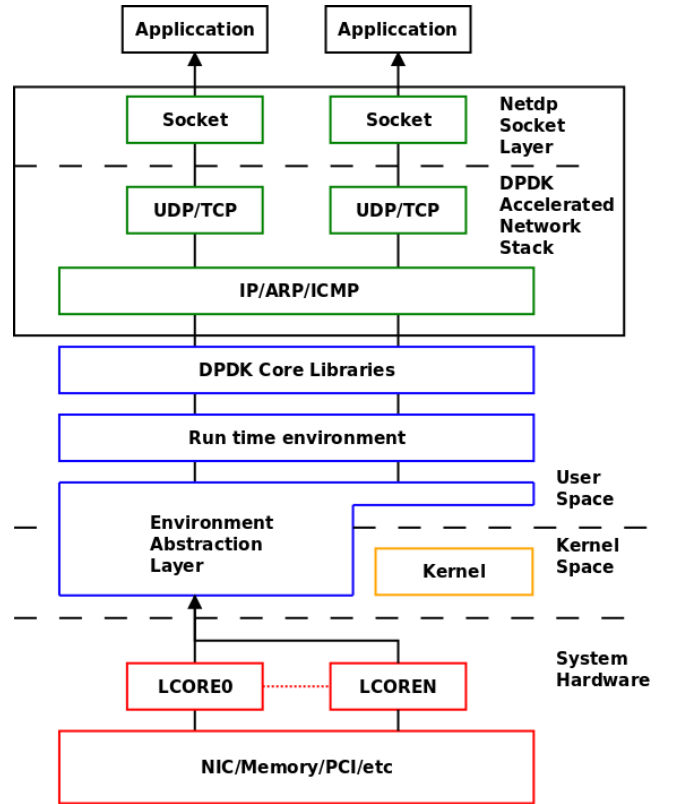 Appliccation
Appliccation
Socket
Socket
Netdp
Socket
Layer
UDP/TCP
UDP/TCP
DPDK
Accelerated
Network
Stack
IP/ARP/ICMP
DPDK Core Libraries
Run time environment
User
Space
Environment
Abstraction
Layer
Kernel
Space
Kernel
LCORE0
LCOREN
System
Hardware
NIC/Memory/PCI/etc